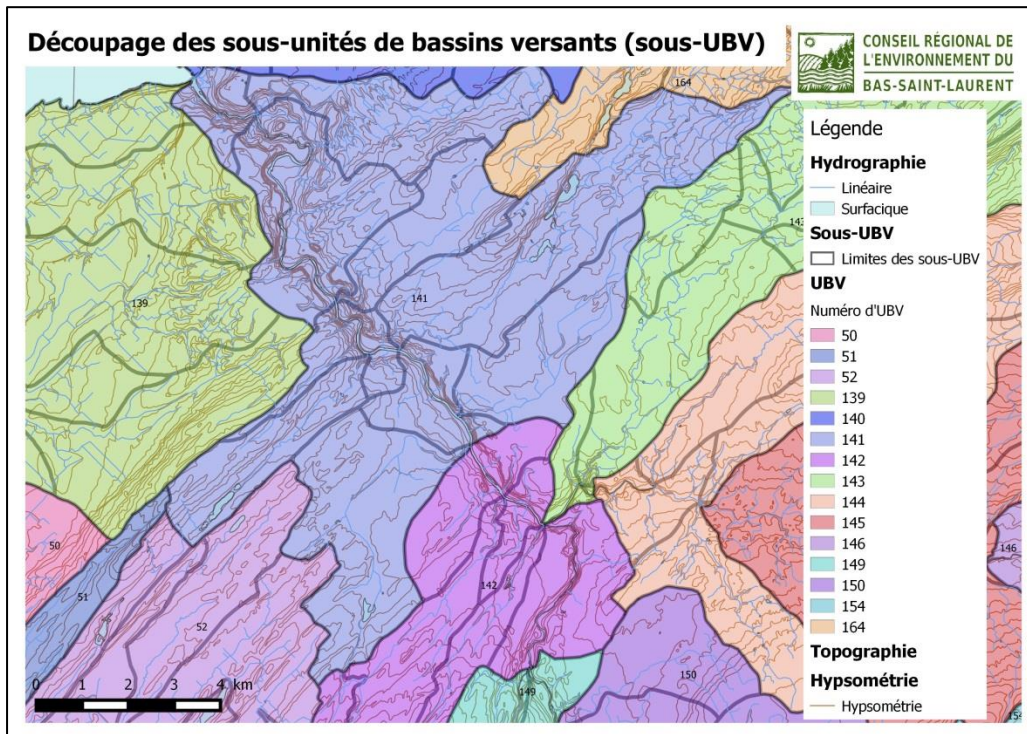 Découpage des sous-unités de bassins versants (sous-UBV)
CONSEIL RÉGIONAL DE
L'ENVIRONNEMENT DU
BAS-SAINT-LAURENT
Légende
Hydrographie
Linéaire
Surfacique
Sous-UBV
Limites des sous-UBV
UBV
Numéro d'UBV
50
51
52
139
140
141
142
143
144
145
146
149
150
154
164
Topographie
Hypsométrie
Hypsométrie
164
143
139
141
50
51
52
142
146
150
149
154
0 1 2 3 4 km